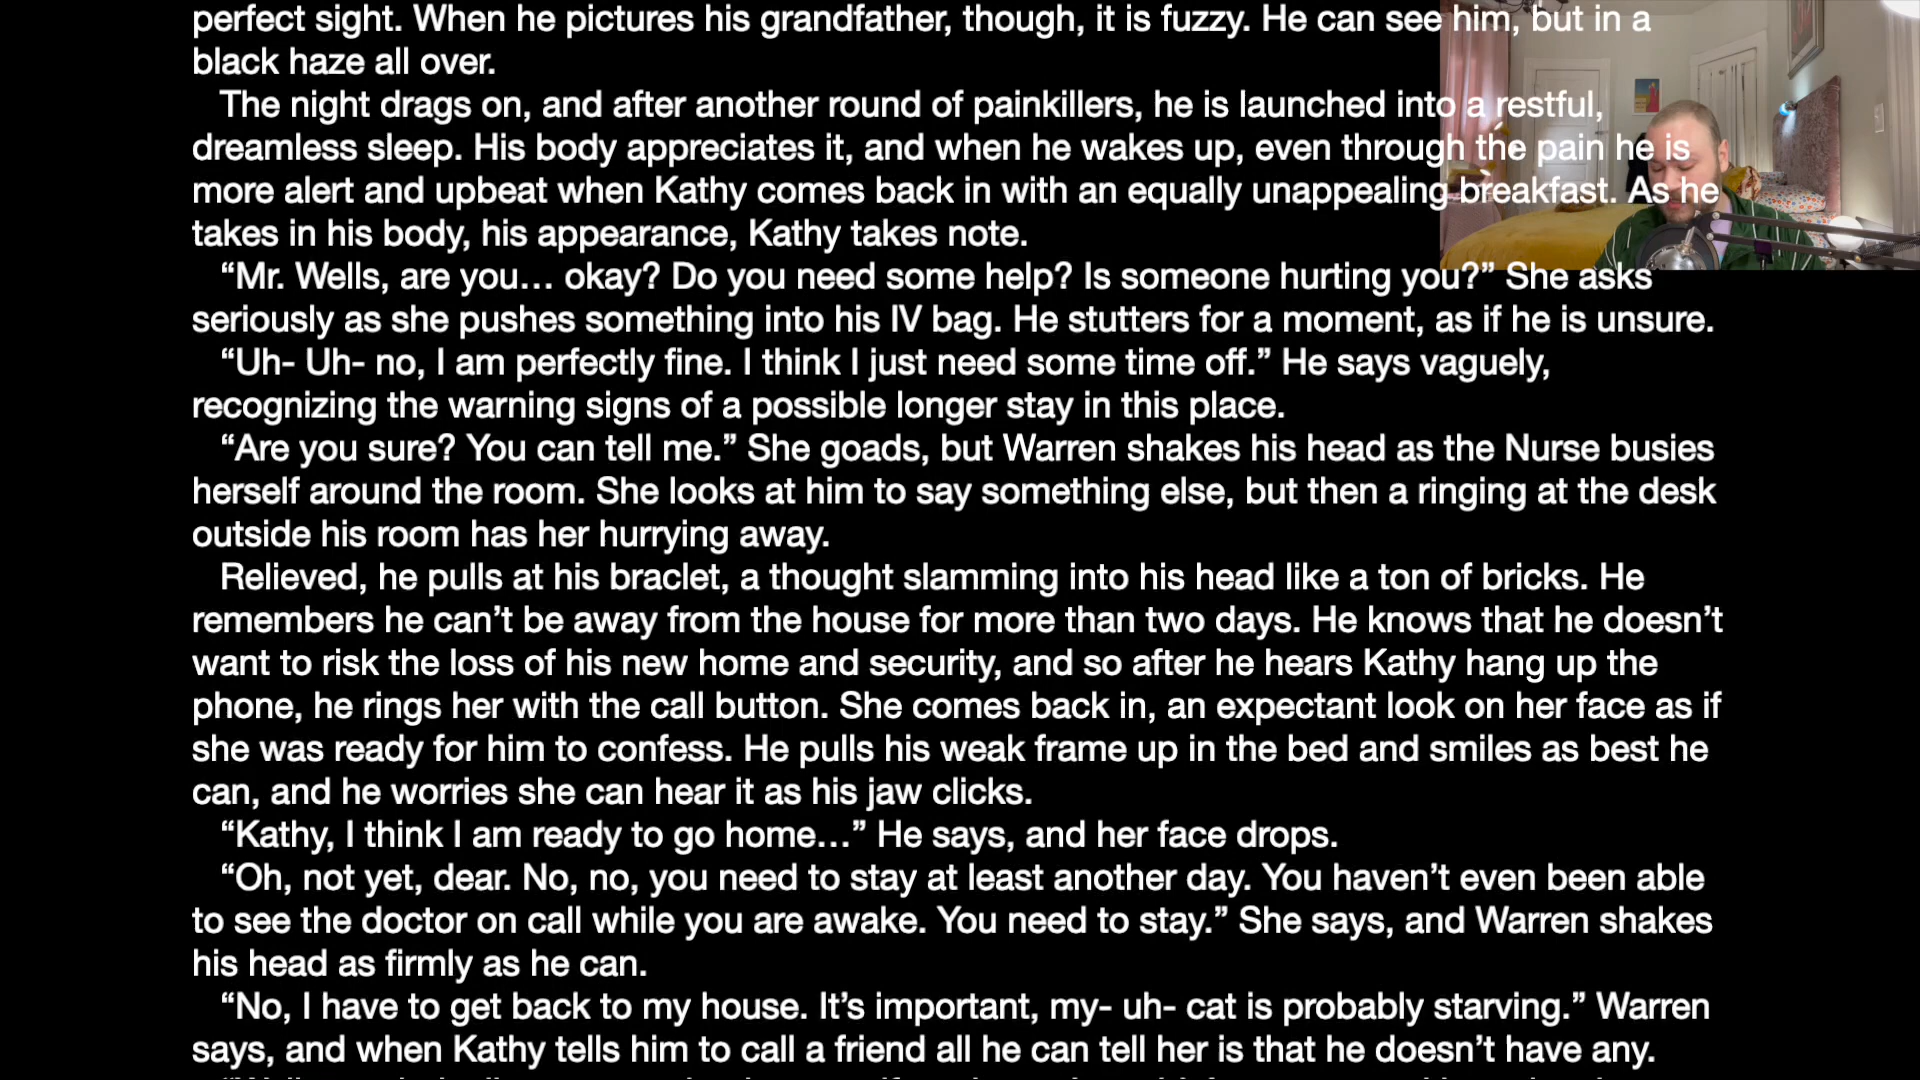 perfect sight. When he pictures his grandfather, though, it is fuzzy. He can see him, but in a
black haze all over.
The night drags on, and after another round of painkillers, he is launched into a restful,
dreamless sleep. His body appreciates it, and when he wakes up, even through the pain he is
more alert and upbeat when Kathy comes back in with an equally unappealing breakfast. As he
takes in his body, his appearance, Kathy takes note.
“Mr. Wells, are you… okay? Do you need some help? Is someone hurting you?” She asks
seriously as she pushes something into his IV bag. He stutters for a moment, as if he is unsure.
“Uh- Uh- no, I am perfectly fine. I think I just need some time off.” He says vaguely,
recognizing the warning signs of a possible longer stay in this place.
“Are you sure? You can tell me.” She goads, but Warren shakes his head as the Nurse busies
herself around the room. She looks at him to say something else, but then a ringing at the desk
outside his room has her hurrying away.
Relieved, he pulls at his braclet, a thought slamming into his head like a ton of bricks. He
remembers he can’t be away from the house for more than two days. He knows that he doesn’t
want to risk the loss of his new home and security, and so after he hears Kathy hang up the
phone, he rings her with the call button. She comes back in, an expectant look on her face as if
she was ready for him to confess. He pulls his weak frame up in the bed and smiles as best he
can, and he worries she can hear it as his jaw clicks.
“Kathy, I think I am ready to go home…” He says, and her face drops.
“Oh, not yet, dear. No, no, you need to stay at least another day. You haven’t even been able
to see the doctor on call while you are awake. You need to stay.” She says, and Warren shakes
his head as firmly as he can.
“No, I have to get back to my house. It’s important, my- uh- cat is probably starving.” Warren
says, and when Kathy tells him to call a friend all he can tell her is that he doesn’t have any.